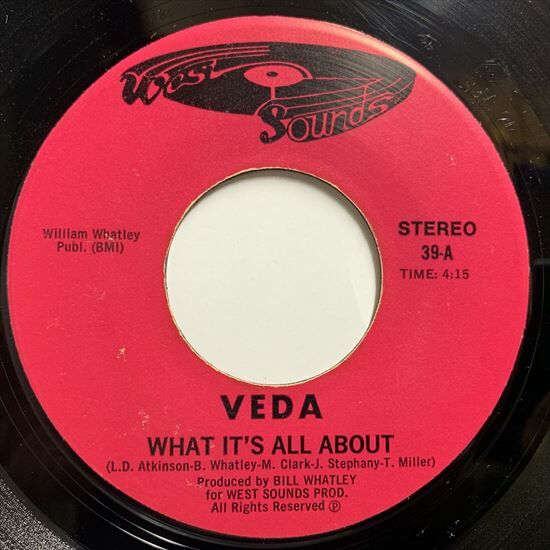 West
Sounds
William Whatley
Publ. (BMI)
STEREO
39-A
TIME: 4:15
VEDA
WHAT IT'S ALL ABOUT
(L.D. Atkinson-B. Whatley-M. Clark-J. Stephany-T. Miller)
Produced by BILL WHATLEY
for WEST SOUNDS PROD.
All Rights Reserved ℗